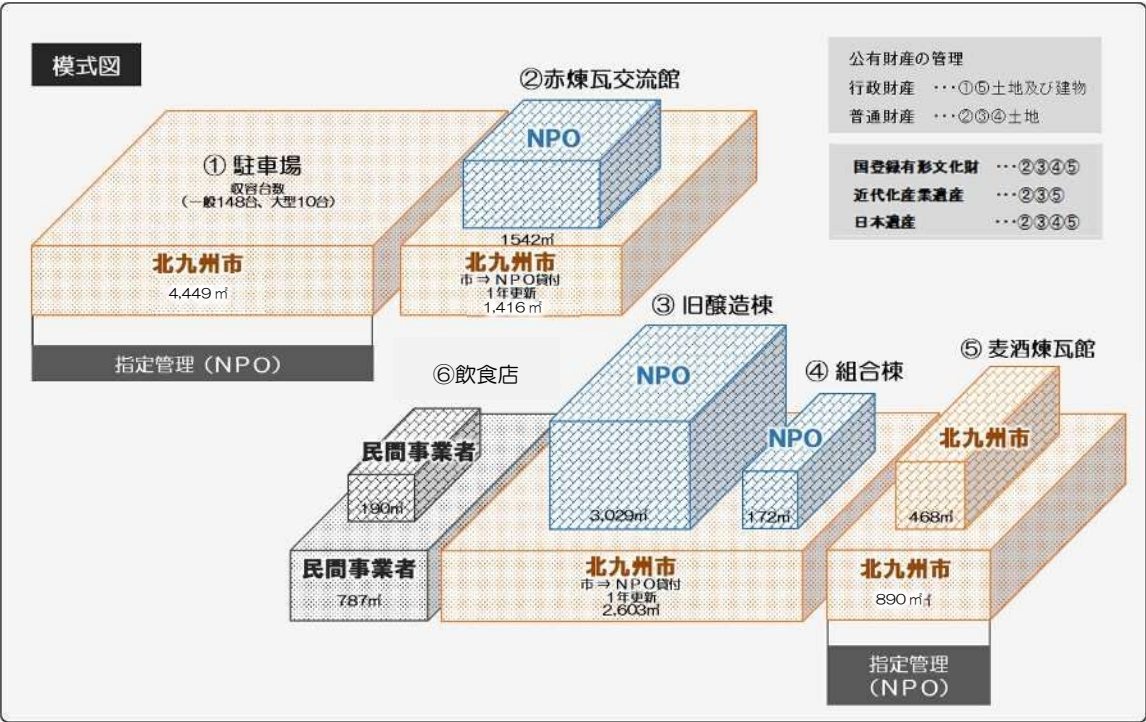 模式図
公有財産の管理
行政財産 ・・・①⑤土地及び建物
普通財産 ・・・②③④土地
国登録有形文化財 ・・・②③④⑤
近代化産業遺産 ・・・②③⑤
日本遺産 ・・・②③④⑤
②赤煉瓦交流館
NPO
1542㎡
北九州市
市⇒NPO貸付
1年更新
1,416㎡
① 駐車場
収容台数
(一般148台、大型10台)
北九州市
4,449㎡
指定管理(NPO)
③ 旧醸造棟
NPO
3,029㎡
④ 組合棟
NPO
172㎡
北九州市
市⇒NPO貸付
1年更新
2,603㎡
⑤ 麦酒煉瓦館
北九州市
468㎡
北九州市
890㎡
指定管理
(NPO)
⑥飲食店
民間事業者
190㎡
民間事業者
787㎡